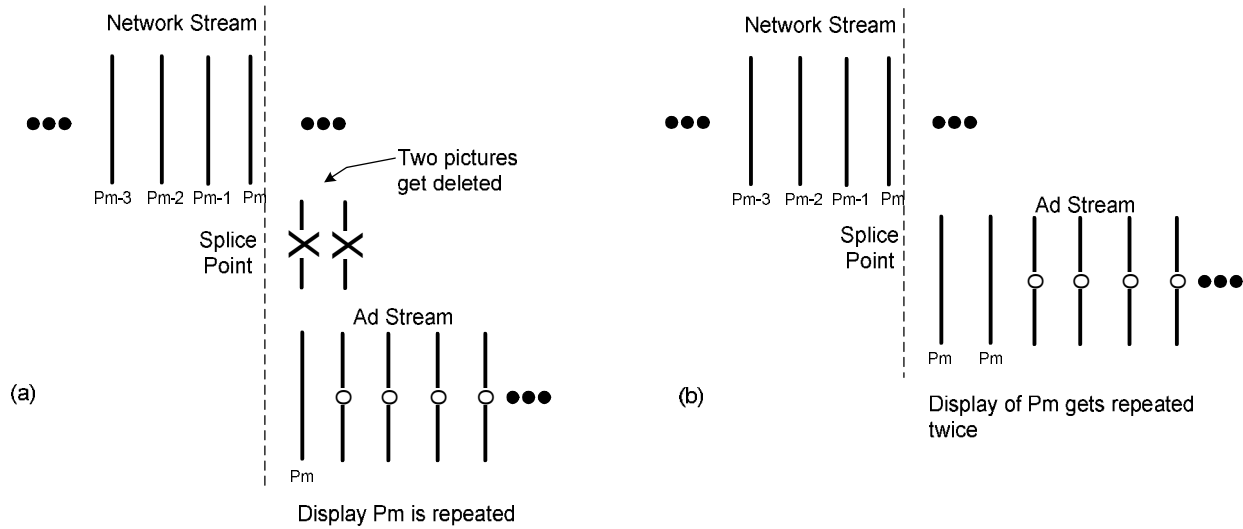 Network Stream
Pm-3 Pm-2 Pm-1 Pm
Two pictures
get deleted
Splice
Point
Ad Stream
(a)
Pm
Display Pm is repeated
Network Stream
Pm-3 Pm-2 Pm-1 Pm
Ad Stream
Splice
Point
Pm Pm
(b)
Display of Pm gets repeated
twice